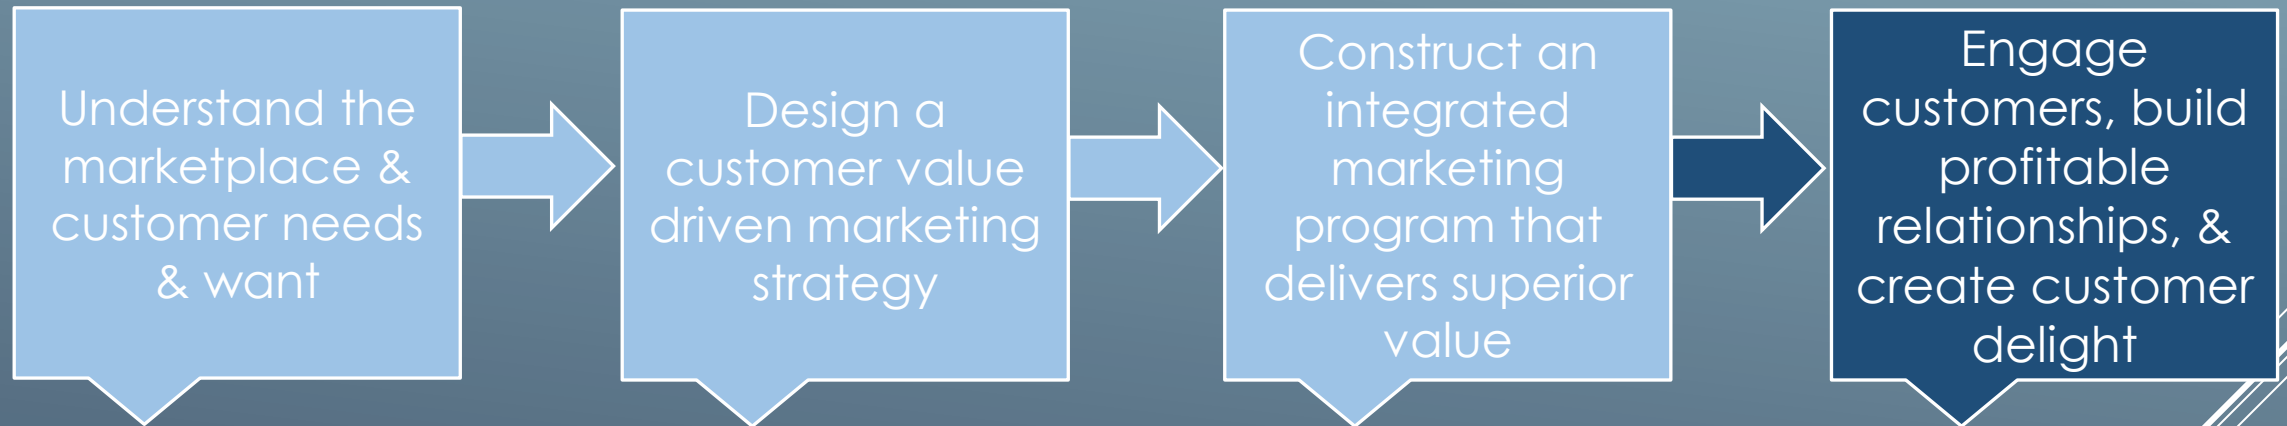 Understand the
marketplace &
customer needs
& want
Design a
customer value
driven marketing
strategy
Construct an
integrated
marketing
program that
delivers superior
value
Engage
customers, build
profitable
relationships, &
create customer
delight